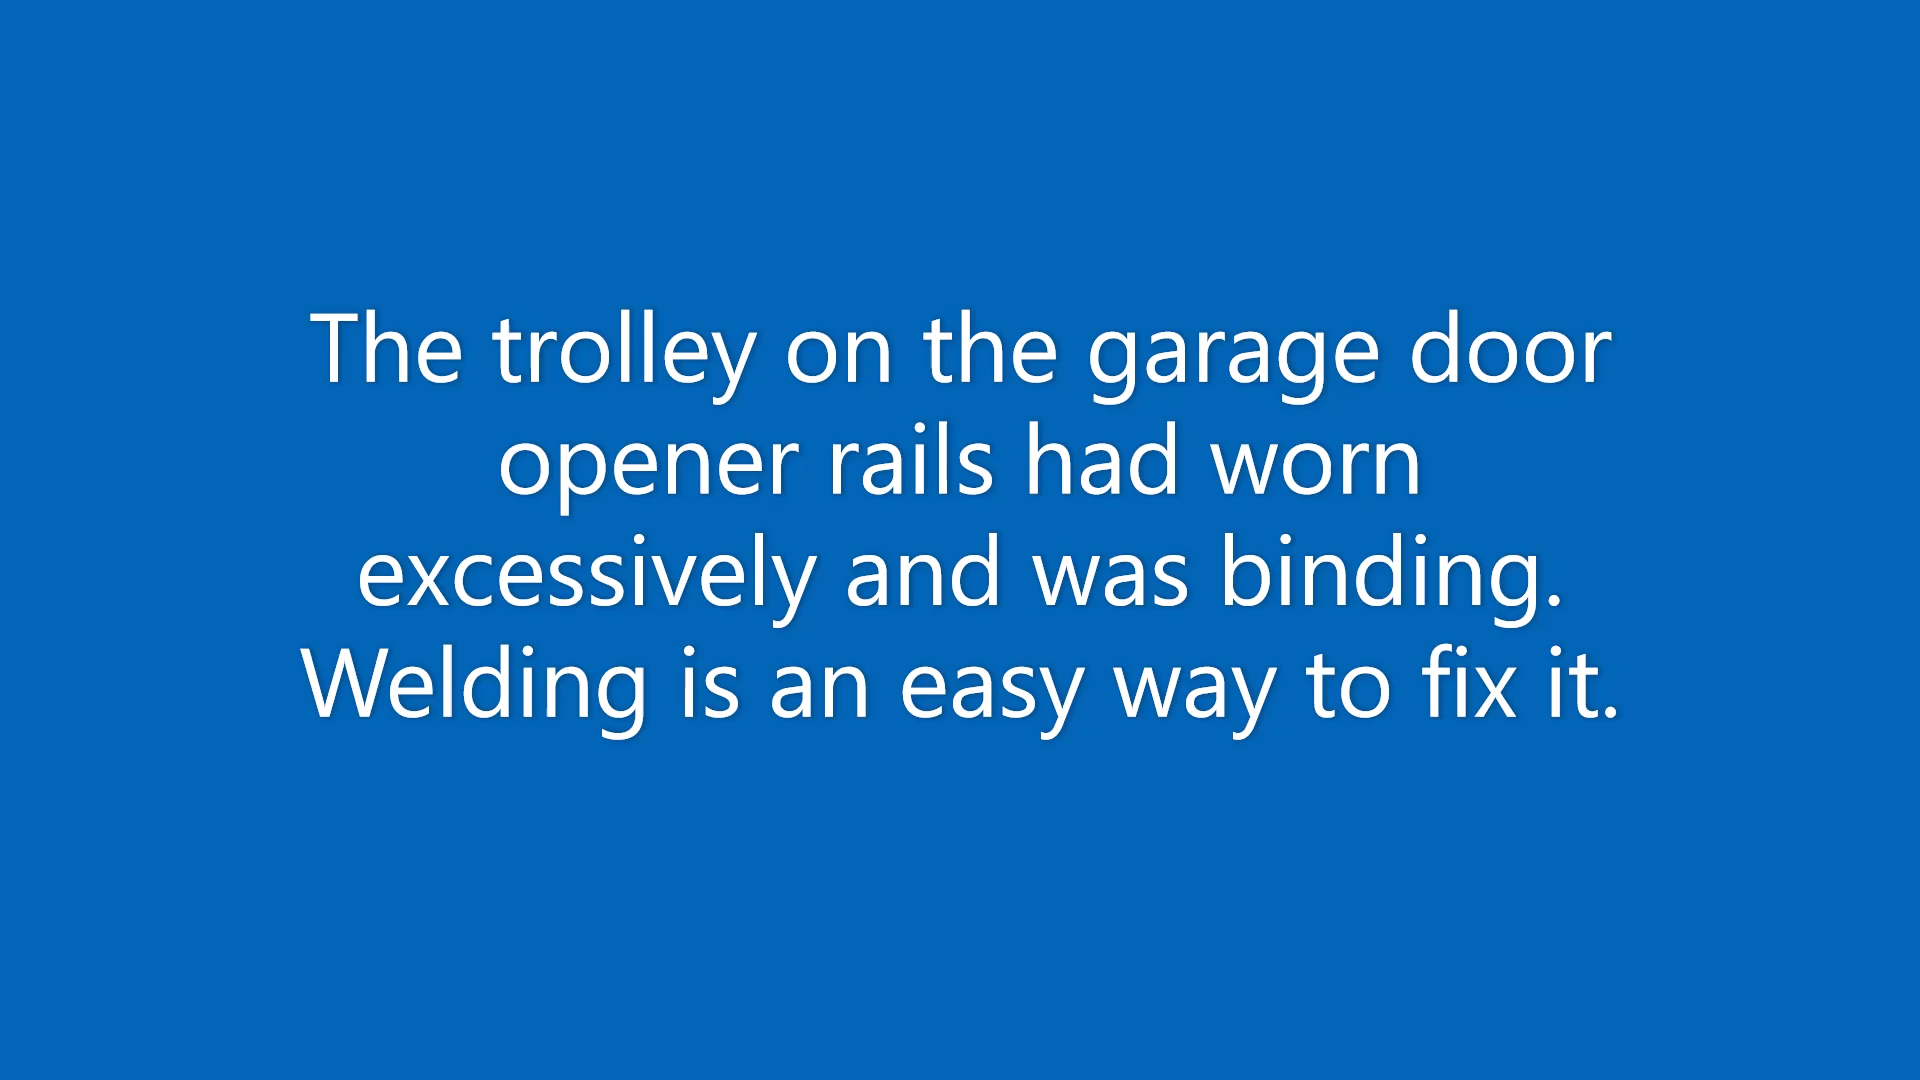 The trolley on the garage door
opener rails had worn
excessively and was binding.
Welding is an easy way to fix it.